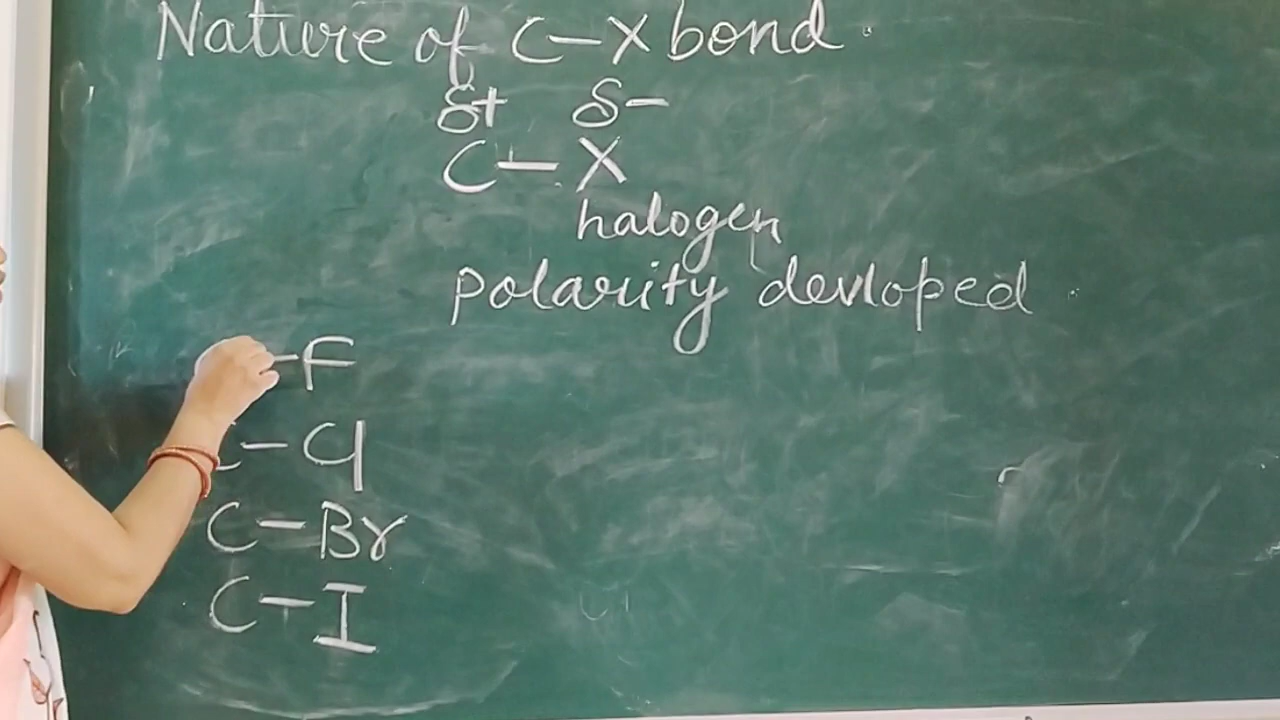 Nature of C–X bond.
δ+ δ−
C–X
halogen
polarity devloped.
–F
C–Cl
C–Br
C–I